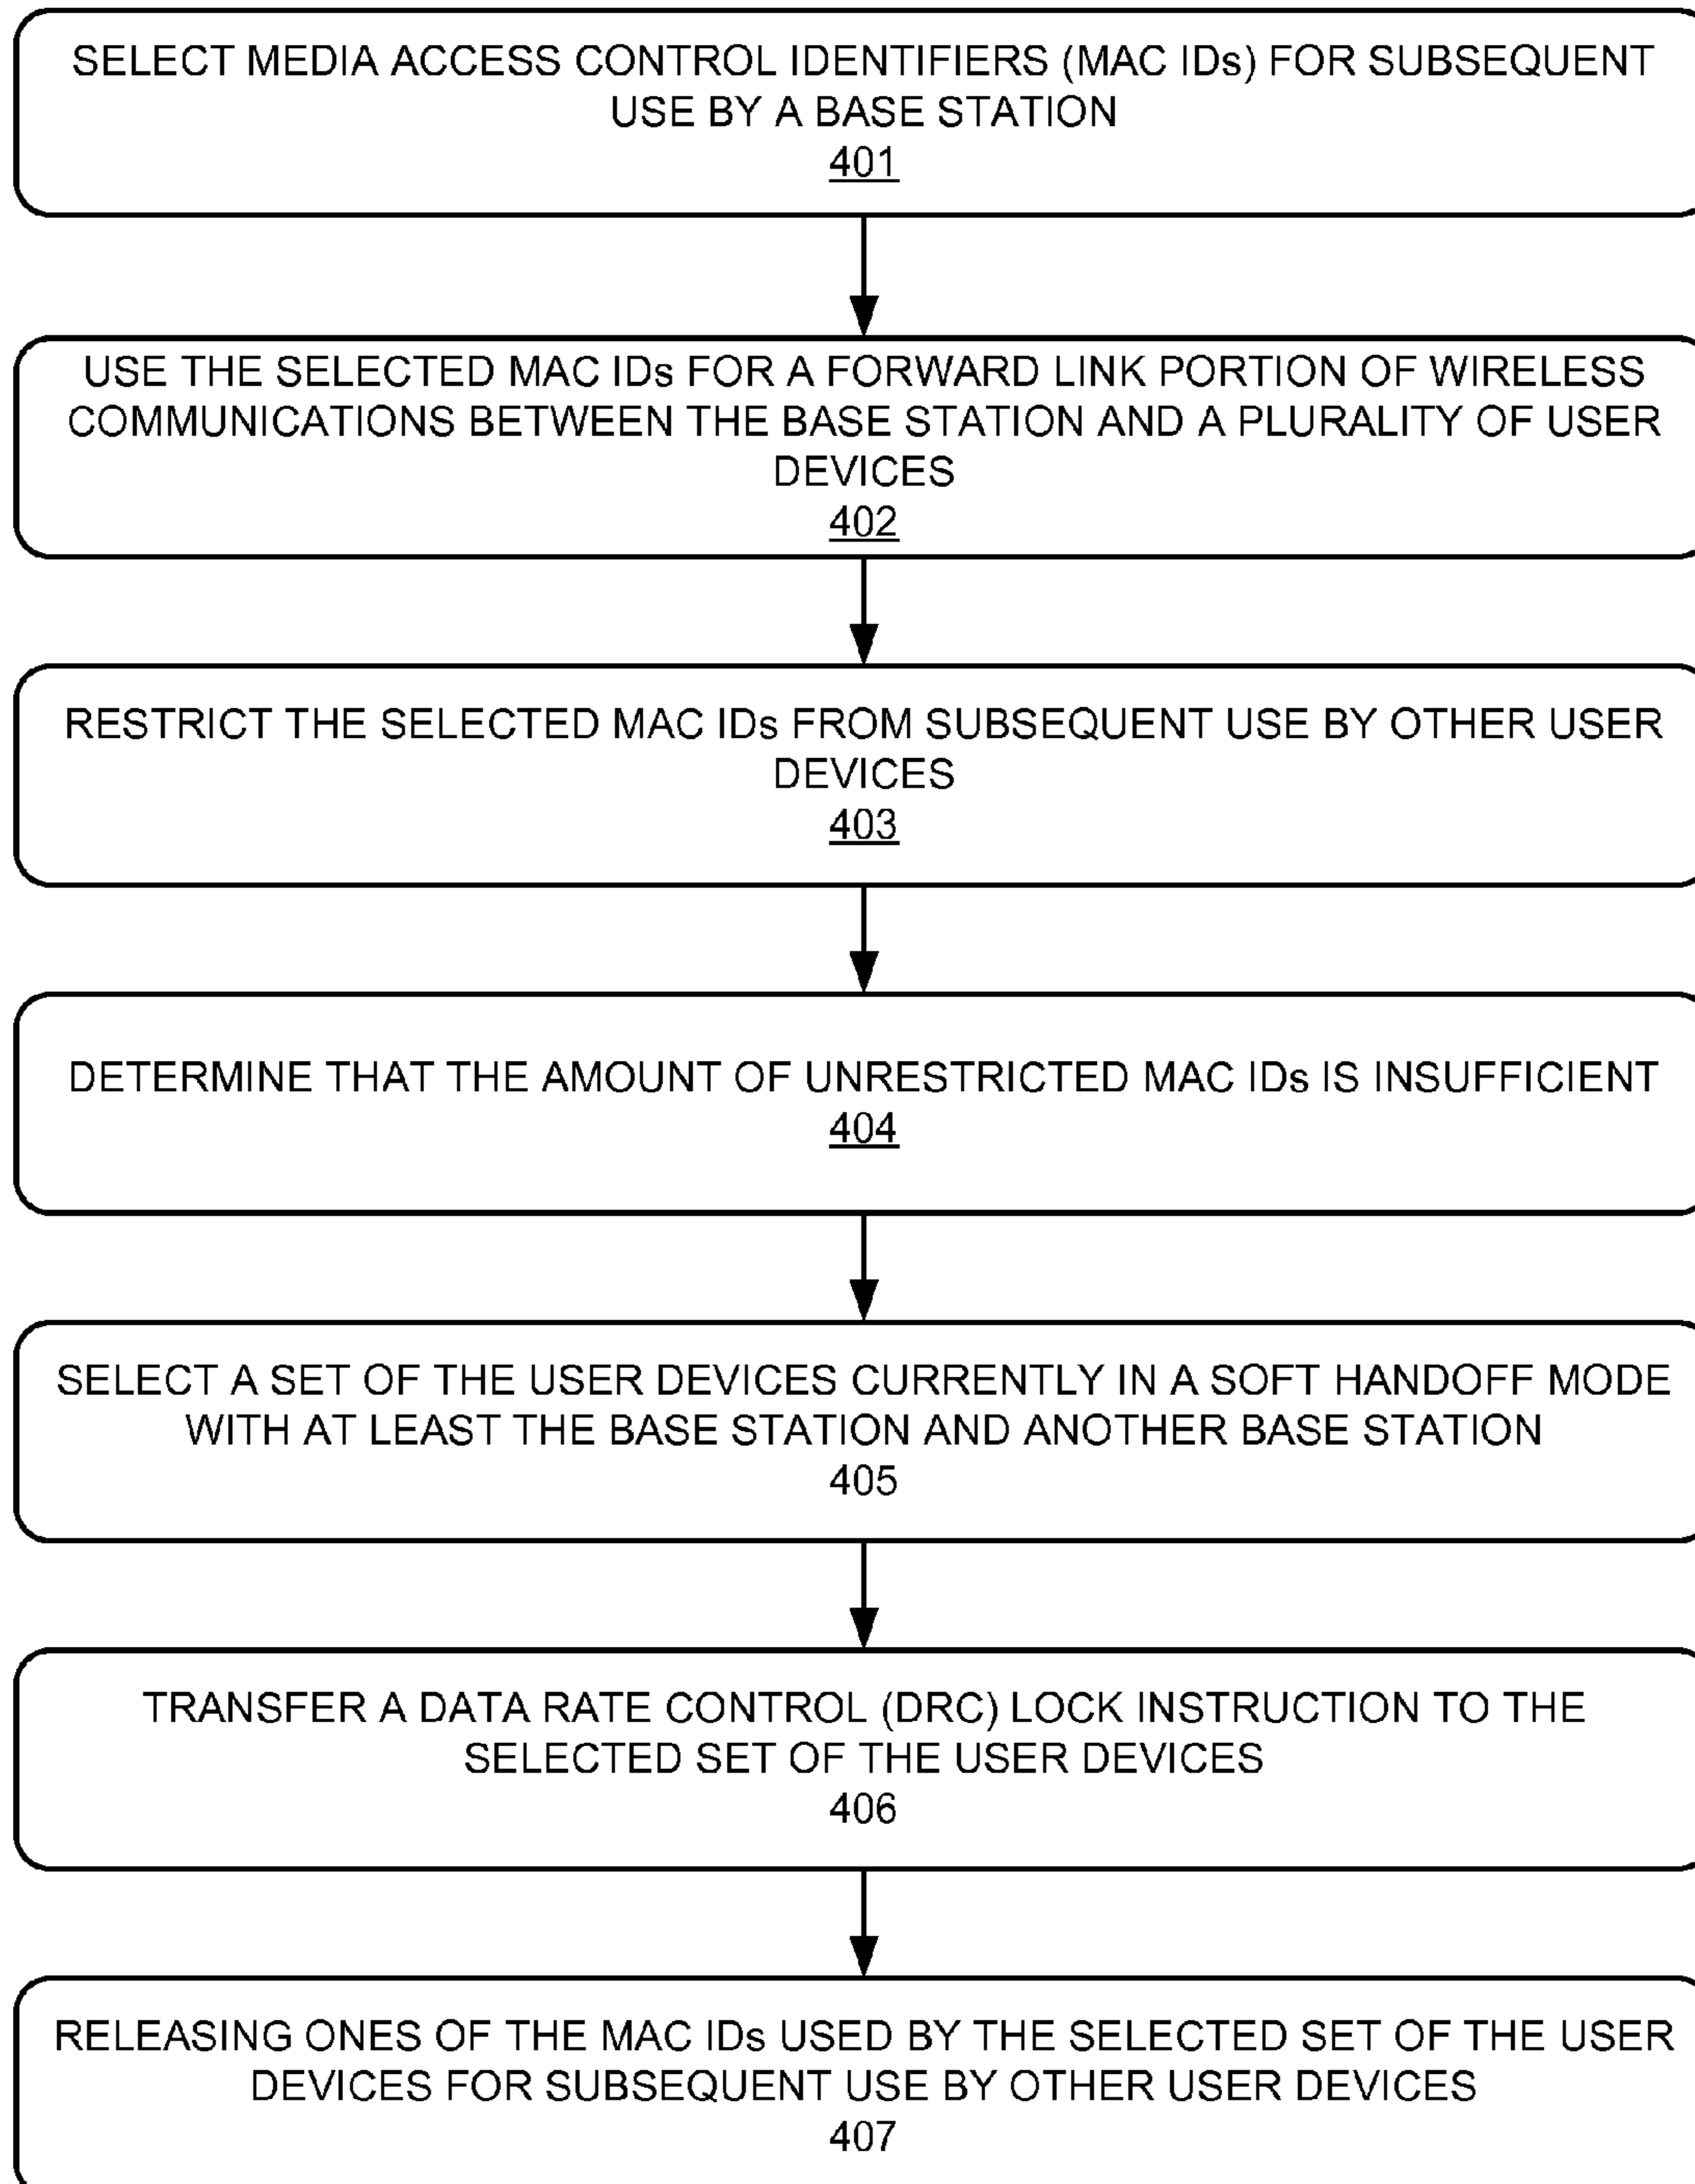 SELECT MEDIA ACCESS CONTROL IDENTIFIERS (MAC IDs) FOR SUBSEQUENT
USE BY A BASE STATION
401
USE THE SELECTED MAC IDs FOR A FORWARD LINK PORTION OF WIRELESS
COMMUNICATIONS BETWEEN THE BASE STATION AND A PLURALITY OF USER
DEVICES
402
RESTRICT THE SELECTED MAC IDs FROM SUBSEQUENT USE BY OTHER USER
DEVICES
403
DETERMINE THAT THE AMOUNT OF UNRESTRICTED MAC IDs IS INSUFFICIENT
404
SELECT A SET OF THE USER DEVICES CURRENTLY IN A SOFT HANDOFF MODE
WITH AT LEAST THE BASE STATION AND ANOTHER BASE STATION
405
TRANSFER A DATA RATE CONTROL (DRC) LOCK INSTRUCTION TO THE
SELECTED SET OF THE USER DEVICES
406
RELEASING ONES OF THE MAC IDs USED BY THE SELECTED SET OF THE USER
DEVICES FOR SUBSEQUENT USE BY OTHER USER DEVICES
407